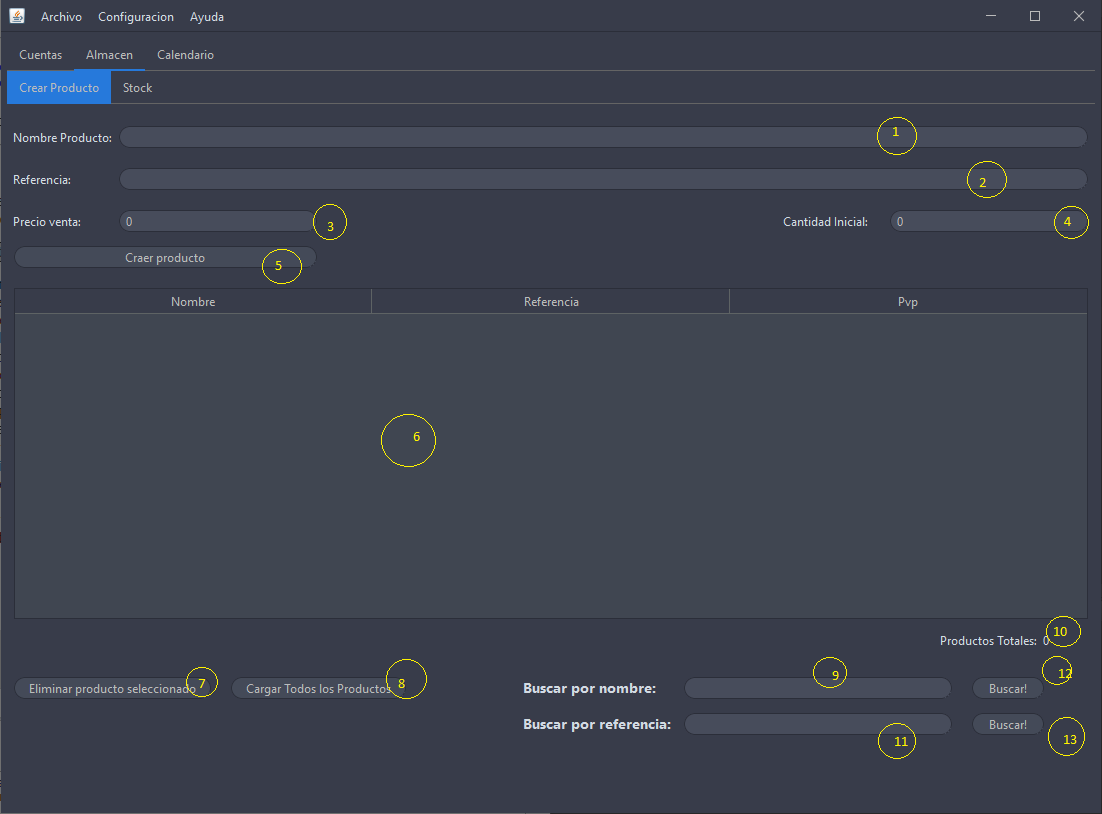 Archivo Configuracion Ayuda
Cuentas Almacen Calendario
Crear Producto Stock
Nombre Producto: 1
Referencia: 2
Precio venta: 0 3 Cantidad Inicial: 0 4
Craer producto 5
Nombre Referencia Pvp
6
Productos Totales: 0 10
Eliminar producto seleccionado 7 Cargar Todos los Productos 8 Buscar por nombre: 9 Buscar! 12
Buscar por referencia: 11 Buscar! 13